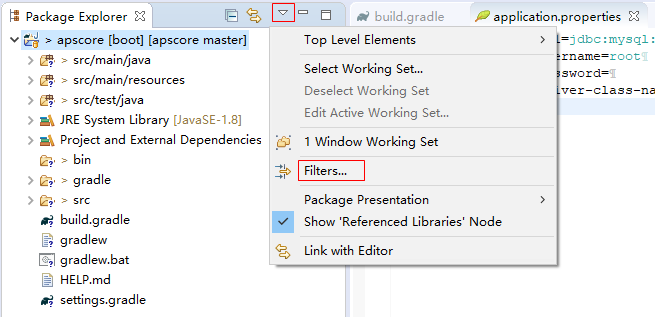 Package Explorer
build.gradle
application.properties
> apscore [boot] [apscore master]
> src/main/java
> src/main/resources
> src/test/java
JRE System Library [JavaSE-1.8]
Project and External Dependencies
> bin
> gradle
> src
build.gradle
gradlew
gradlew.bat
HELP.md
settings.gradle
Top Level Elements
Select Working Set...
Deselect Working Set
Edit Active Working Set...
1 Window Working Set
Filters...
Package Presentation
Show 'Referenced Libraries' Node
Link with Editor
l=jdbc:mysql:
ername=root¶
ssword=¶
iver-class-na